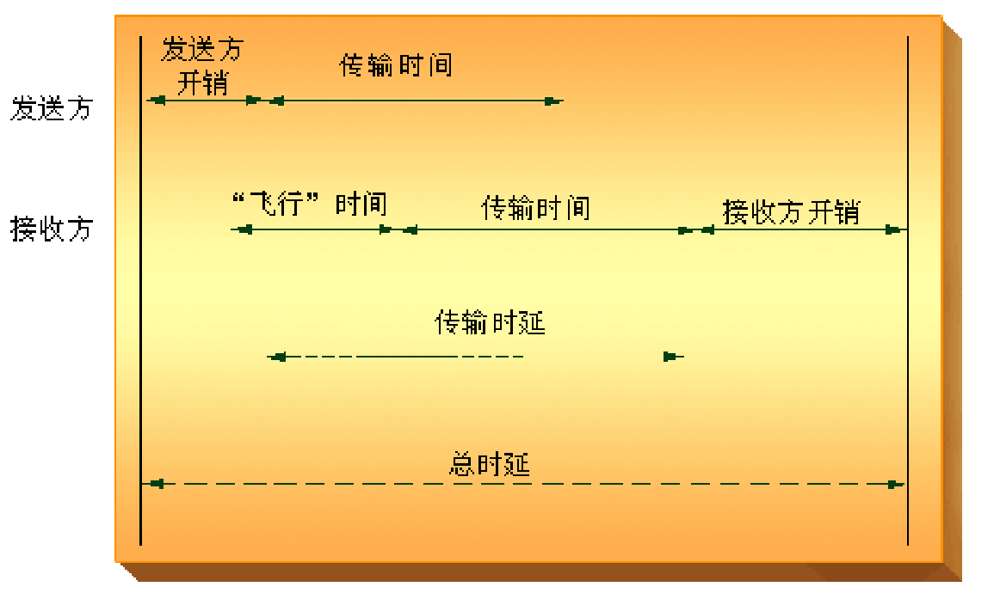 发送方
开销
传输时间
发送方
“飞行”时间
传输时间
接收方开销
接收方
传输时延
总时延